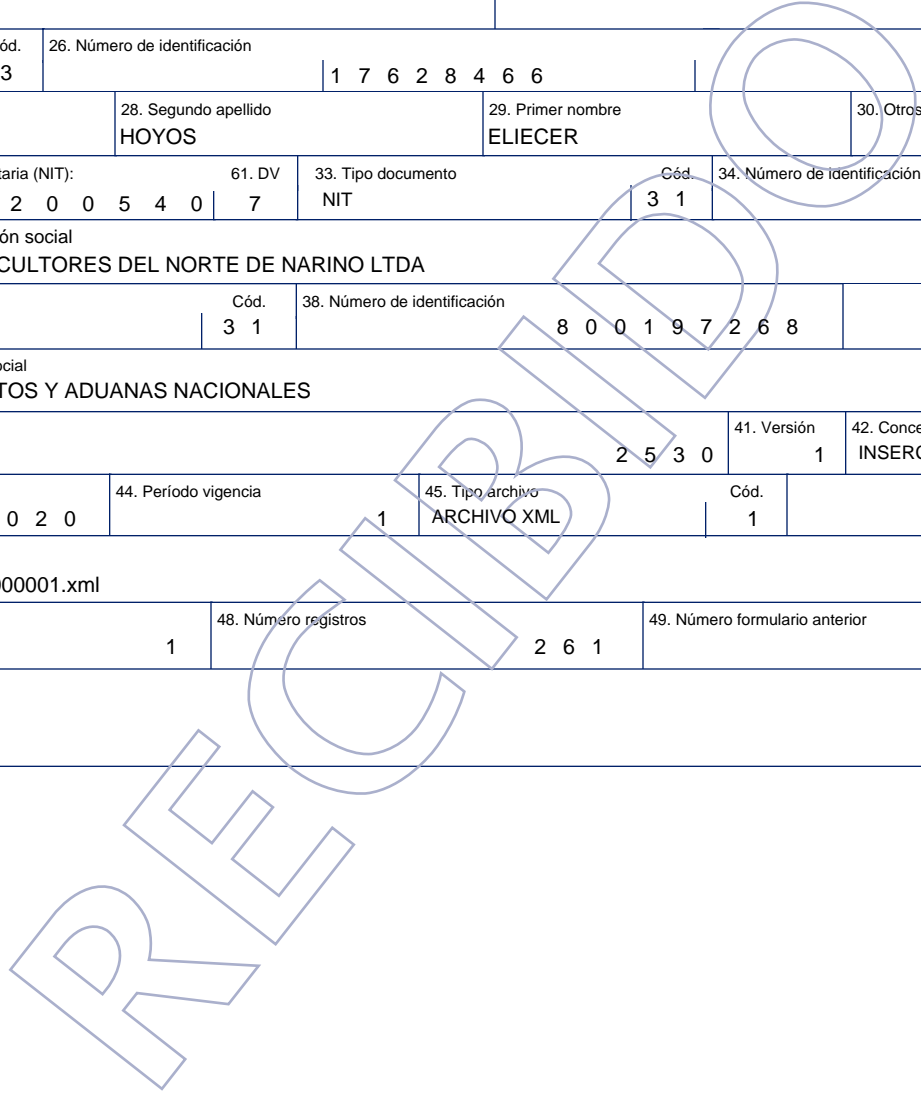 ód. 26. Número de identificación
3 1 7 6 2 8 4 6 6
28. Segundo apellido 29. Primer nombre 30. Otros
HOYOS ELIECER
taria (NIT): 61. DV 33. Tipo documento Cód. 34. Número de identificación
2 0 0 5 4 0 7 NIT 3 1
ón social
CULTORES DEL NORTE DE NARINO LTDA
Cód. 38. Número de identificación
3 1 8 0 0 1 9 7 2 6 8
ocial
TOS Y ADUANAS NACIONALES
41. Versión 42. Conce
2 5 3 0 1 INSERC
44. Período vigencia 45. Tipo archivo Cód.
0 2 0 1 ARCHIVO XML 1
000001.xml
48. Número registros 49. Número formulario anterior
1 2 6 1
RECIBIDO